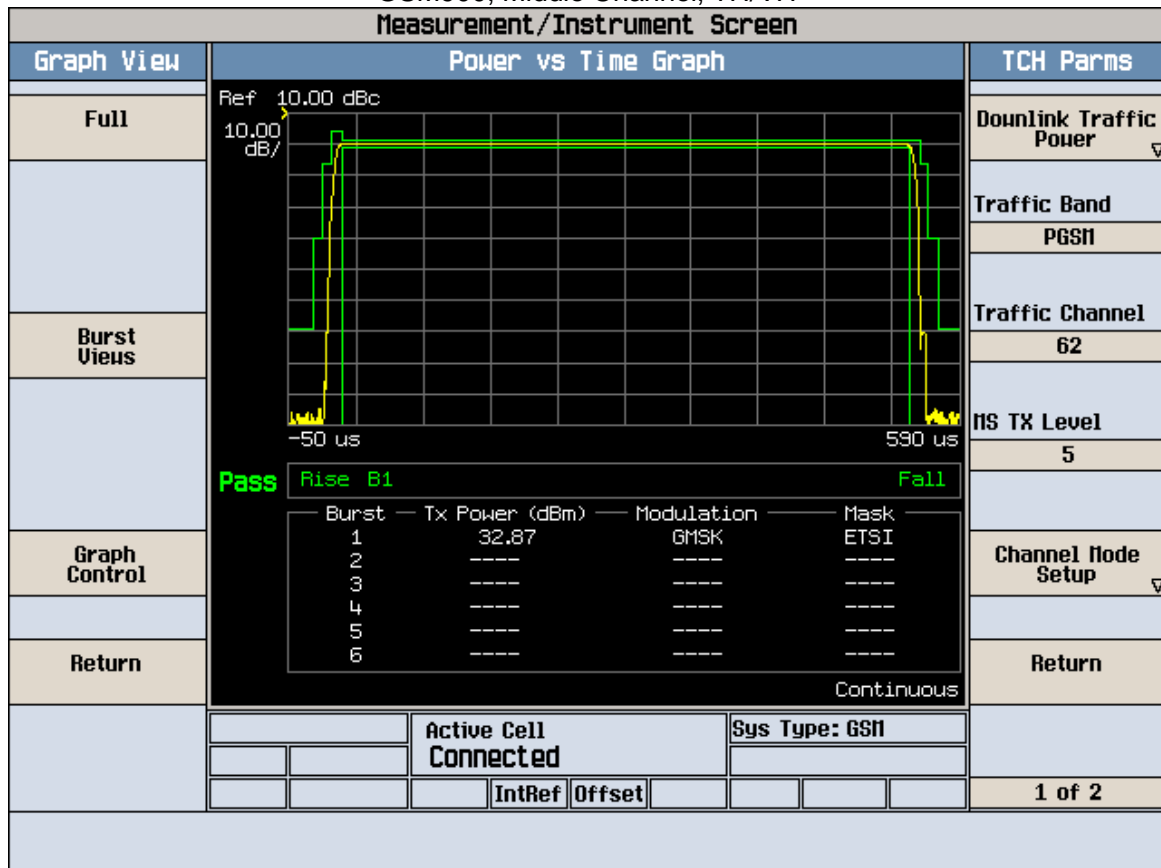 Measurement/Instrument Screen
Graph View
Power vs Time Graph
TCH Parms
Full
Burst
Views
Graph
Control
Return
Ref 10.00 dBc
10.00
dB/
-50 us
590 us
Pass
Rise B1
Fall
Burst Tx Power (dBm) Modulation Mask
1 32.87 GMSK ETSI
2 ---- ---- ----
3 ---- ---- ----
4 ---- ---- ----
5 ---- ---- ----
6 ---- ---- ----
Continuous
Active Cell
Connected
Sys Type: GSM
IntRef Offset
Downlink Traffic
Power
Traffic Band
PGSM
Traffic Channel
62
MS TX Level
5
Channel Mode
Setup
Return
1 of 2